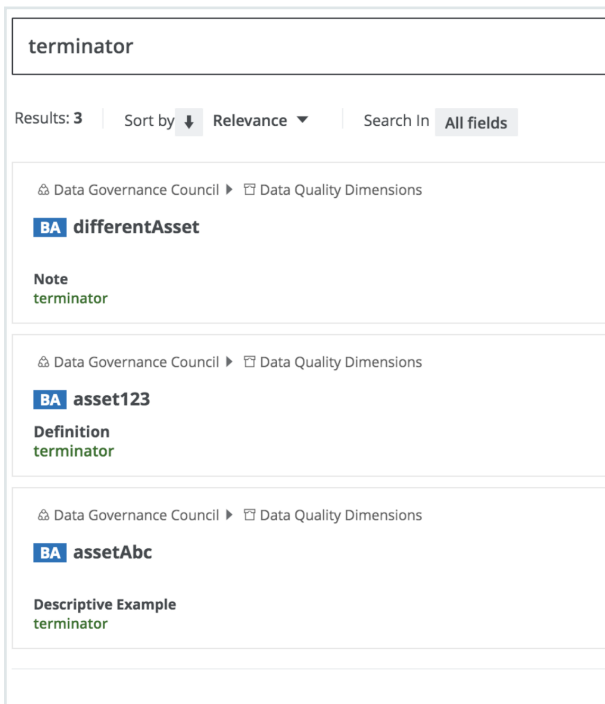 terminator
Results: 3 Sort by Relevance Search In All fields
Data Governance Council Data Quality Dimensions
BA differentAsset
Note
terminator
Data Governance Council Data Quality Dimensions
BA asset123
Definition
terminator
Data Governance Council Data Quality Dimensions
BA assetAbc
Descriptive Example
terminator